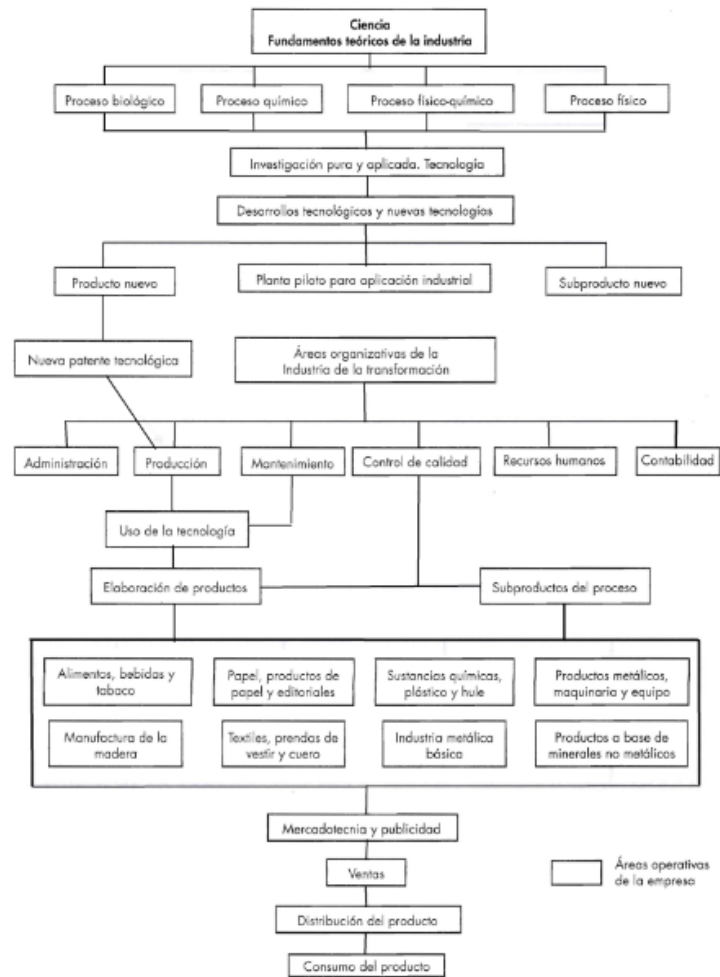 Ciencia
Fundamentos teóricos de la industria
Proceso biológico
Proceso químico
Proceso físico-químico
Proceso físico
Investigación pura y aplicada. Tecnología
Desarrollos tecnológicos y nuevas tecnologías
Producto nuevo
Planta piloto para aplicación industrial
Subproducto nuevo
Nueva patente tecnológica
Áreas organizativas de la
Industria de la transformación
Administración
Producción
Mantenimiento
Control de calidad
Recursos humanos
Contabilidad
Uso de la tecnología
Elaboración de productos
Subproductos del proceso
Alimentos, bebidas y
tabaco
Papel, productos de
papel y editoriales
Sustancias químicas,
plástico y hule
Productos metálicos,
maquinaria y equipo
Manufactura de la
madera
Textiles, prendas de
vestir y cuero
Industria metálica
básica
Productos a base de
minerales no metálicos
Mercadotecnia y publicidad
Ventas
Áreas operativas
de la empresa
Distribución del producto
Consumo del producto